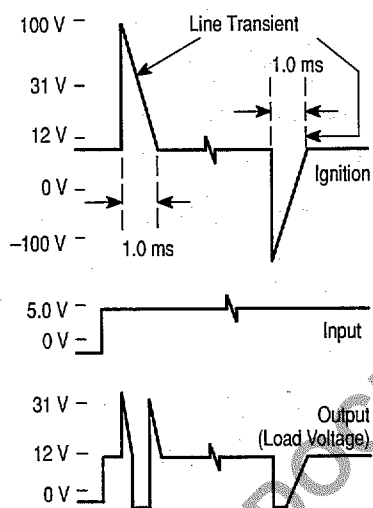 100 V
Line Transient
31 V
1.0 ms
12 V
Ignition
0 V
–100 V
1.0 ms
5.0 V
0 V
Input
31 V
Output
(Load Voltage)
12 V
0 V